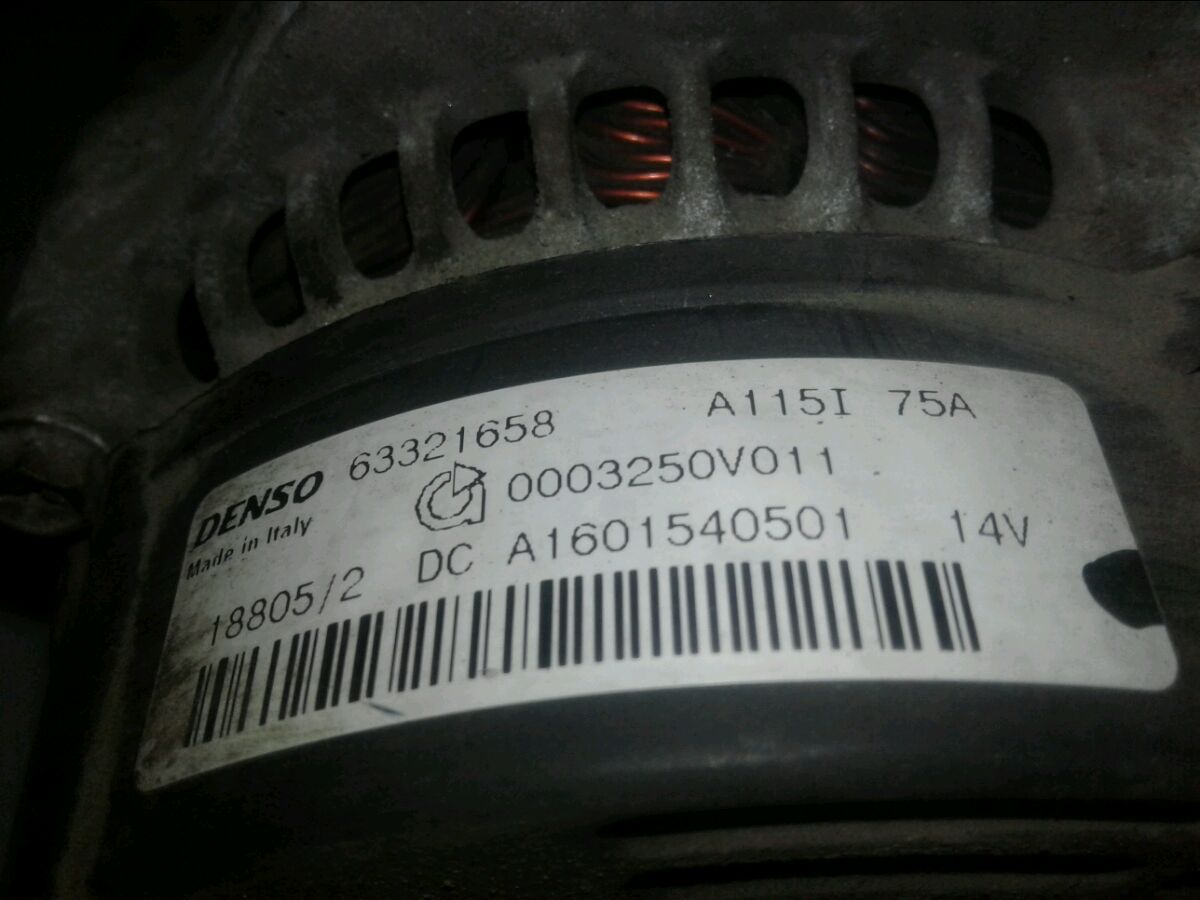 DENSO 63321658 A115I 75A
Made in Italy 0003250V011
18805/2 DC A1601540501 14V